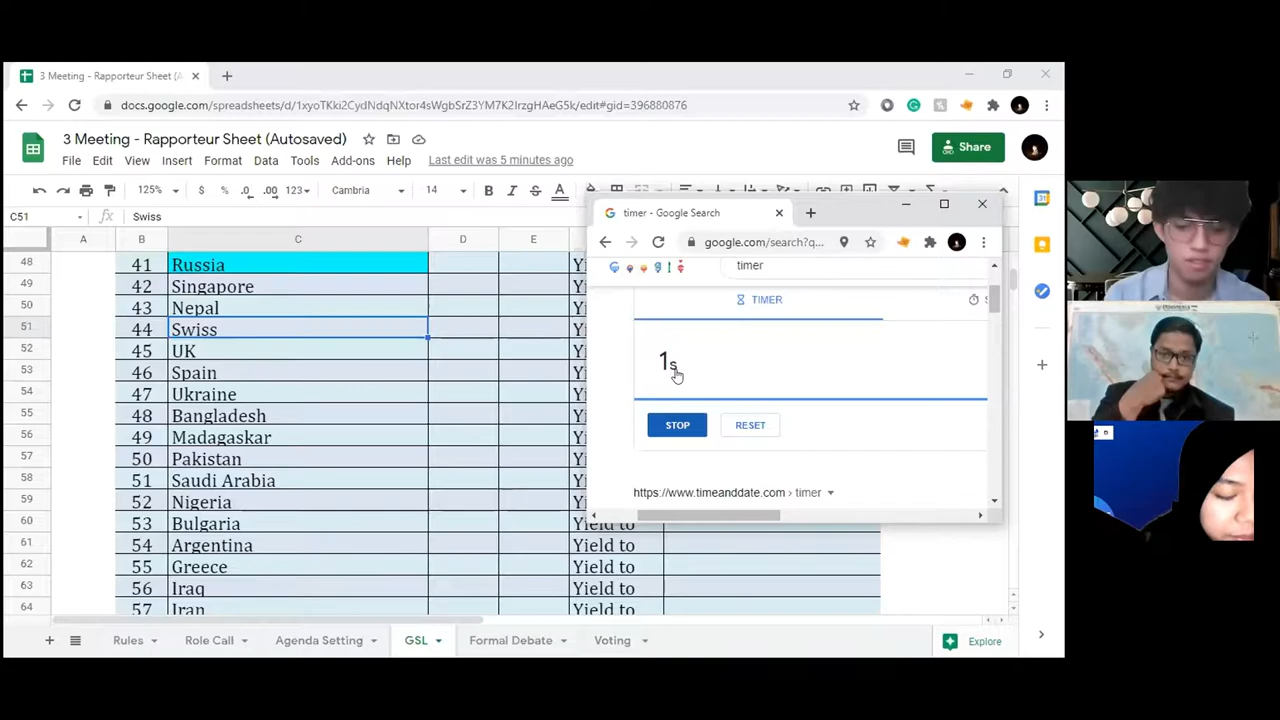 3 Meeting - Rapporteur Sheet (A
docs.google.com/spreadsheets/d/1xyoTKki2CydNdqNXtor4sWgbSrZ3YM7K2IrzgHAeG5k/edit#gid=396880076
3 Meeting - Rapporteur Sheet (Autosaved)
File Edit View Insert Format Data Tools Add-ons Help Last edit was 5 minutes ago
Share
125% $ % .0 .00 123 Cambria 14 B I S A
C51 fx Swiss
A B C D E
48 41 Russia
49 42 Singapore
50 43 Nepal
51 44 Swiss
52 45 UK
53 46 Spain
54 47 Ukraine
55 48 Bangladesh
56 49 Madagaskar
57 50 Pakistan
58 51 Saudi Arabia
59 52 Nigeria
60 53 Bulgaria Yield to
61 54 Argentina Yield to
62 55 Greece Yield to
63 56 Iraq Yield to
64 57 Iran Yield to
timer - Google Search
google.com/search?q...
timer
TIMER
1s
STOP RESET
https://www.timeanddate.com › timer
Rules Role Call Agenda Setting GSL Formal Debate Voting Explore